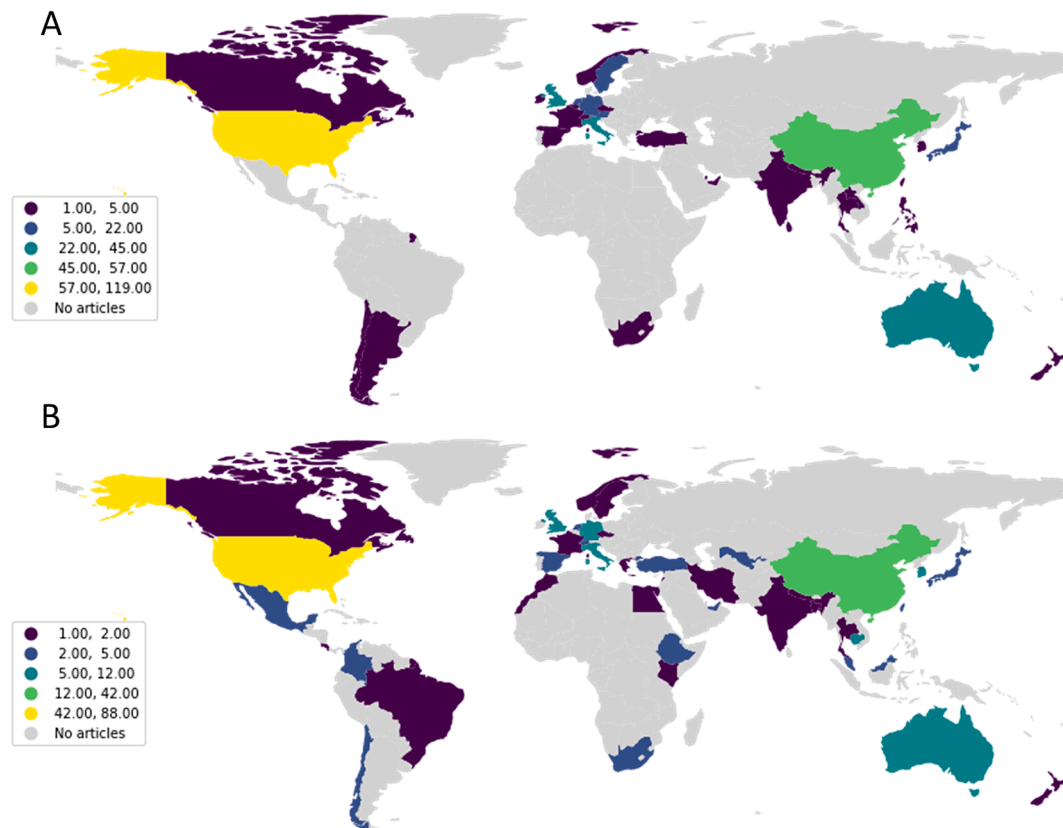 A
1.00, 5.00
5.00, 22.00
22.00, 45.00
45.00, 57.00
57.00, 119.00
No articles
B
1.00, 2.00
2.00, 5.00
5.00, 12.00
12.00, 42.00
42.00, 88.00
No articles